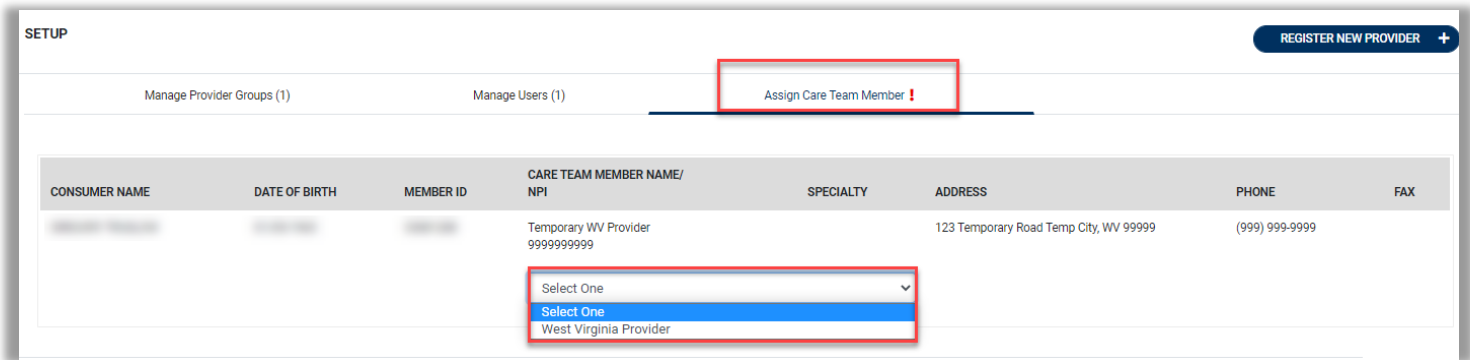 SETUP
REGISTER NEW PROVIDER +
Manage Provider Groups (1)
Manage Users (1)
Assign Care Team Member !
CONSUMER NAME
DATE OF BIRTH
MEMBER ID
CARE TEAM MEMBER NAME/
NPI
SPECIALTY
ADDRESS
PHONE
FAX
Temporary WV Provider
9999999999
123 Temporary Road Temp City, WV 99999
(999) 999-9999
Select One
Select One
West Virginia Provider